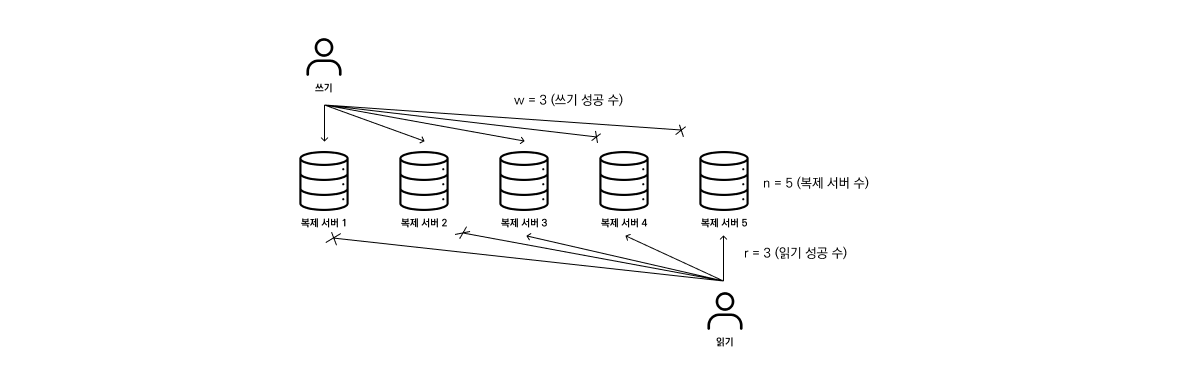 쓰기
w = 3 (쓰기 성공 수)
n = 5 (복제 서버 수)
복제 서버 1
복제 서버 2
복제 서버 3
복제 서버 4
복제 서버 5
r = 3 (읽기 성공 수)
읽기